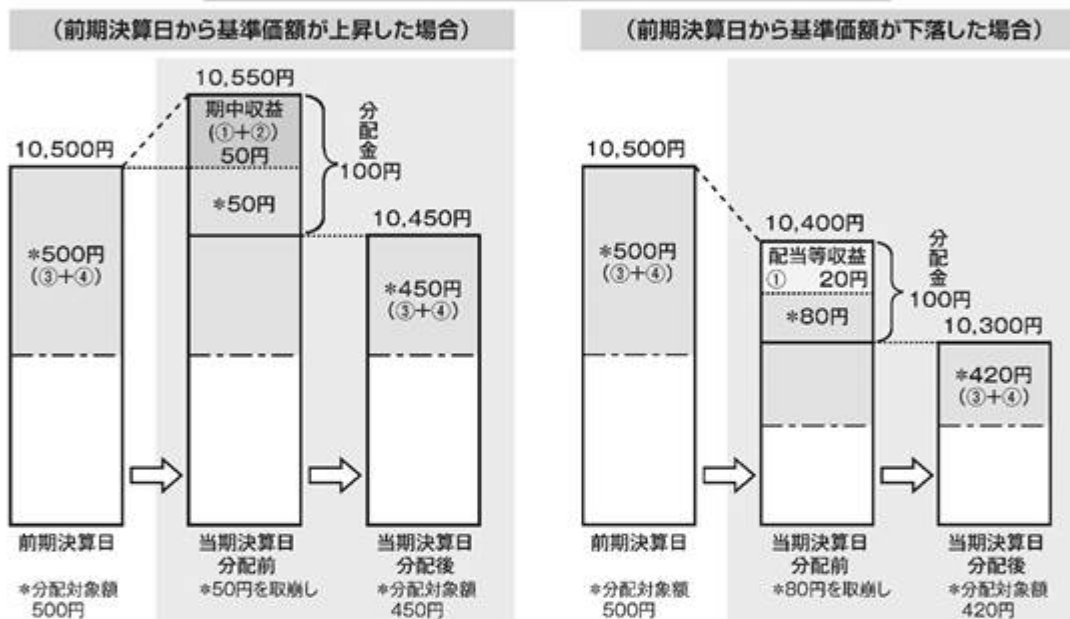 (前期決算日から基準価額が上昇した場合)
10,550円
期中収益
(①+②)
50円
*50円
分配金
100円
10,500円
*500円
(③+④)
10,450円
*450円
(③+④)
前期決算日
*分配対象額
500円
当期決算日
分配前
*50円を取崩し
当期決算日
分配後
*分配対象額
450円
(前期決算日から基準価額が下落した場合)
10,500円
*500円
(③+④)
10,400円
配当等収益
① 20円
*80円
分配金
100円
10,300円
*420円
(③+④)
前期決算日
*分配対象額
500円
当期決算日
分配前
*80円を取崩し
当期決算日
分配後
*分配対象額
420円